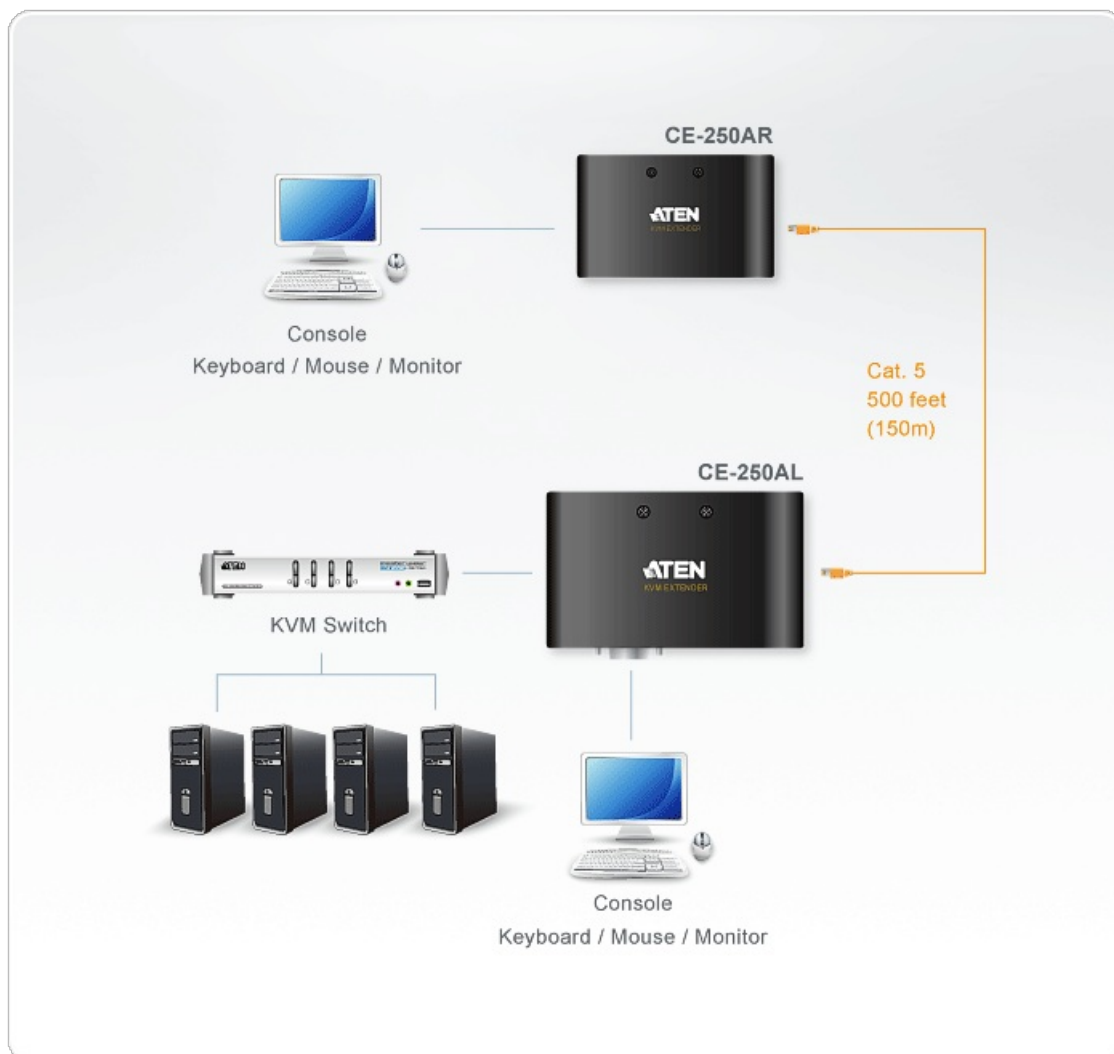 CE-250AR
ATEN
KVM EXTENDER
Console
Keyboard / Mouse / Monitor
Cat. 5
500 feet
(150m)
CE-250AL
ATEN
KVM EXTENDER
ATEN
KVM Switch
Console
Keyboard / Mouse / Monitor